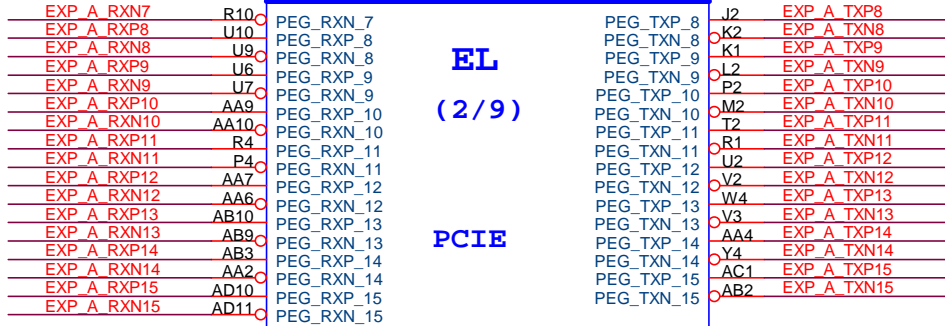 EXP_A_RXN7 R10 PEG_RXN_7 PEG_TXP_8 J2 EXP_A_TXP8
EXP_A_RXP8 U10 PEG_RXP_8 PEG_TXN_8 K2 EXP_A_TXN8
EXP_A_RXN8 U9 PEG_RXN_8 EL PEG_TXP_9 K1 EXP_A_TXP9
EXP_A_RXP9 U6 PEG_RXP_9 PEG_TXN_9 L2 EXP_A_TXN9
EXP_A_RXN9 U7 PEG_RXN_9 PEG_TXP_10 P2 EXP_A_TXP10
EXP_A_RXP10 AA9 PEG_RXP_10 (2/9) PEG_TXN_10 M2 EXP_A_TXN10
EXP_A_RXN10 AA10 PEG_RXN_10 PEG_TXP_11 T2 EXP_A_TXP11
EXP_A_RXP11 R4 PEG_RXP_11 PEG_TXN_11 R1 EXP_A_TXN11
EXP_A_RXN11 P4 PEG_RXN_11 PEG_TXP_12 U2 EXP_A_TXP12
EXP_A_RXP12 AA7 PEG_RXP_12 PEG_TXN_12 V2 EXP_A_TXN12
EXP_A_RXN12 AA6 PEG_RXN_12 PEG_TXP_13 W4 EXP_A_TXP13
EXP_A_RXP13 AB10 PEG_RXP_13 PEG_TXN_13 V3 EXP_A_TXN13
EXP_A_RXN13 AB9 PEG_RXN_13 PCIE PEG_TXP_14 AA4 EXP_A_TXP14
EXP_A_RXP14 AB3 PEG_RXP_14 PEG_TXN_14 Y4 EXP_A_TXN14
EXP_A_RXN14 AA2 PEG_RXN_14 PEG_TXP_15 AC1 EXP_A_TXP15
EXP_A_RXP15 AD10 PEG_RXP_15 PEG_TXN_15 AB2 EXP_A_TXN15
EXP_A_RXN15 AD11 PEG_RXN_15